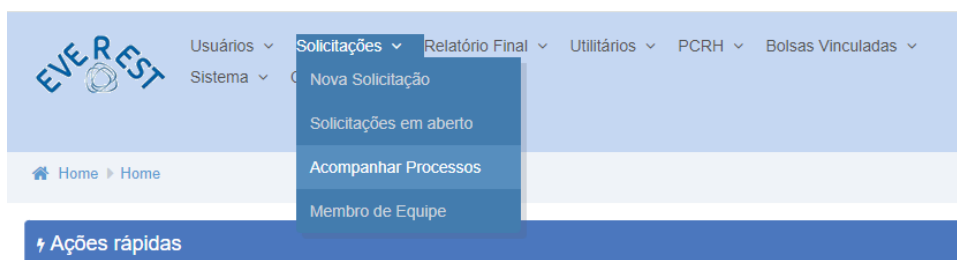 EVEREST
Usuários Solicitações Relatório Final Utilitários PCRH Bolsas Vinculadas
Sistema
Nova Solicitação
Solicitações em aberto
Acompanhar Processos
Membro de Equipe
Home Home
Ações rápidas